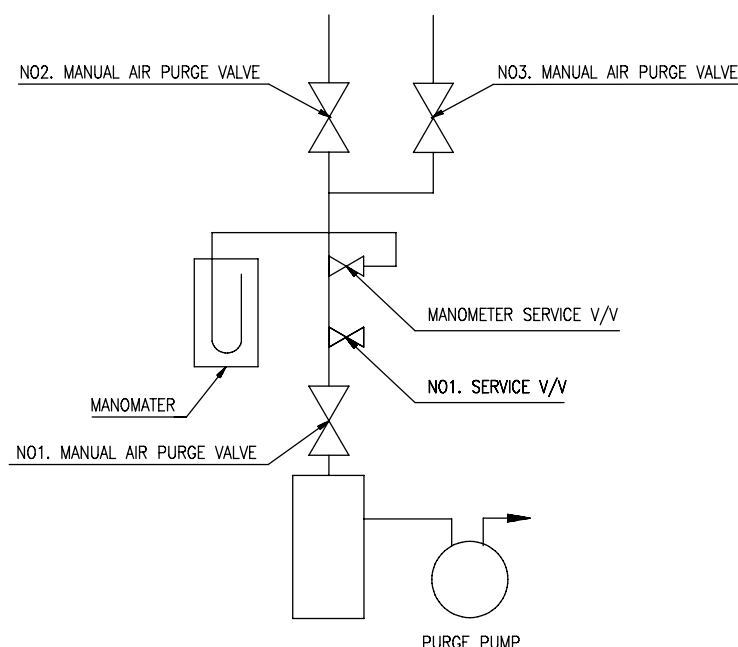 NO2. MANUAL AIR PURGE VALVE
NO3. MANUAL AIR PURGE VALVE
MANOMETER SERVICE V/V
NO1. SERVICE V/V
MANOMATER
NO1. MANUAL AIR PURGE VALVE
PURGE PUMP